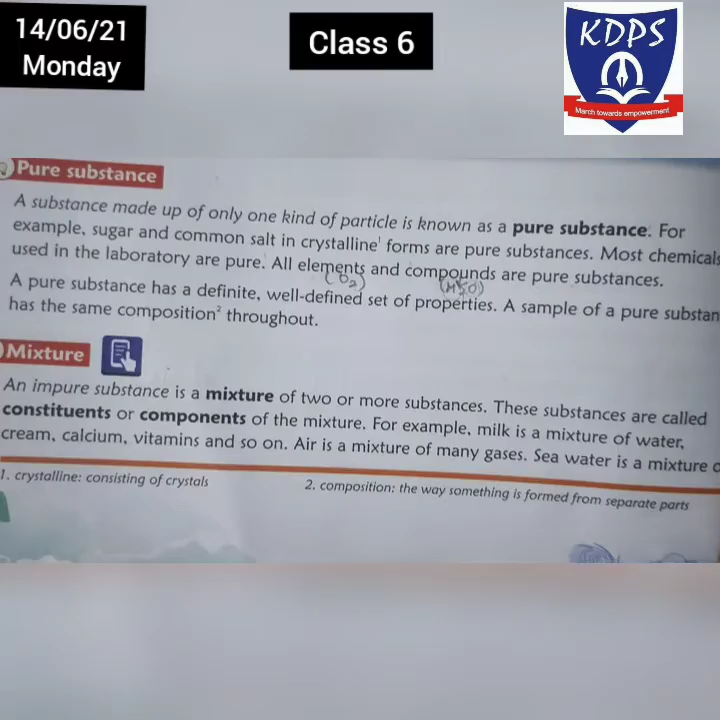 14/06/21
Monday
Class 6
KDPS
March towards empowerment
Pure substance
A substance made up of only one kind of particle is known as a pure substance. For
example, sugar and common salt in crystalline¹ forms are pure substances. Most chemicals
used in the laboratory are pure. All elements and compounds are pure substances.
(O₂)
A pure substance has a definite, well-defined set of properties. A sample of a pure
has the same composition² throughout.
Mixture
An impure substance is a mixture of two or more substances. These substances are called
constituents or components of the mixture. For example, milk is a mixture of water,
cream, calcium, vitamins and so on. Air is a mixture of many gases. Sea water is a mixture
1. crystalline: consisting of crystals
2. composition: the way something is formed from separate parts